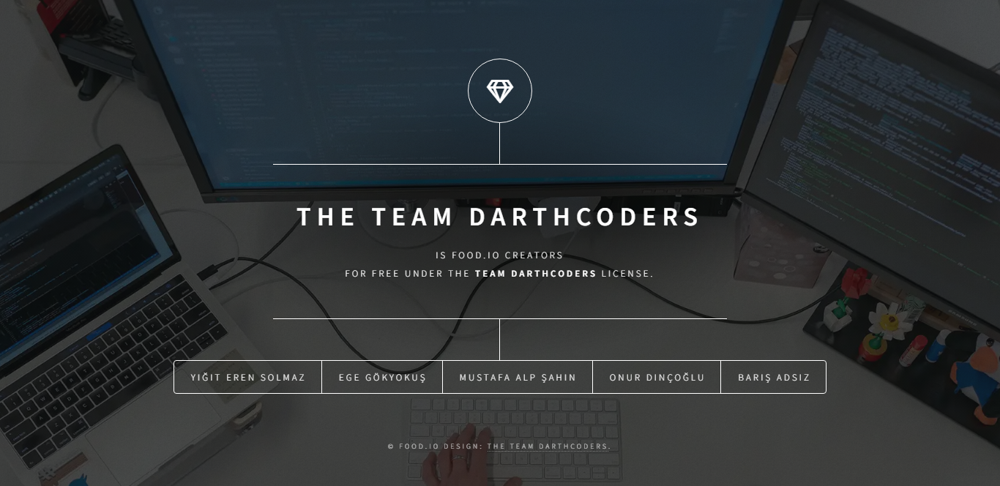 THE TEAM DARTHCODERS
IS FOOD.IO CREATORS
FOR FREE UNDER THE TEAM DARTHCODERS LICENSE.
YIĞIT EREN SOLMAZ
EGE GÖKYOKUŞ
MUSTAFA ALP ŞAHIN
ONUR DINÇOĞLU
BARIŞ ADSIZ
© FOOD.IO DESIGN: THE TEAM DARTHCODERS.